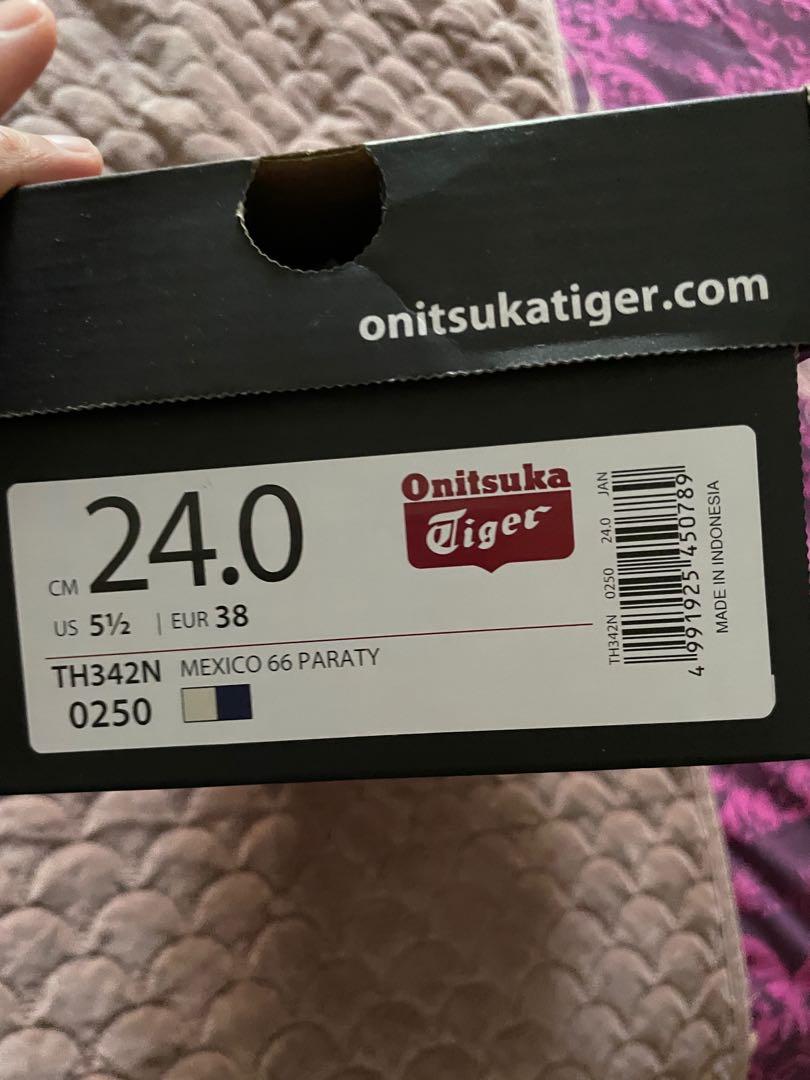 onitsukatiger.com
CM 24.0
US 5½ | EUR 38
Onitsuka
Tiger
TH342N MEXICO 66 PARATY
0250
TH342N 0250 24.0 JAN
4 991925 450789
MADE IN INDONESIA